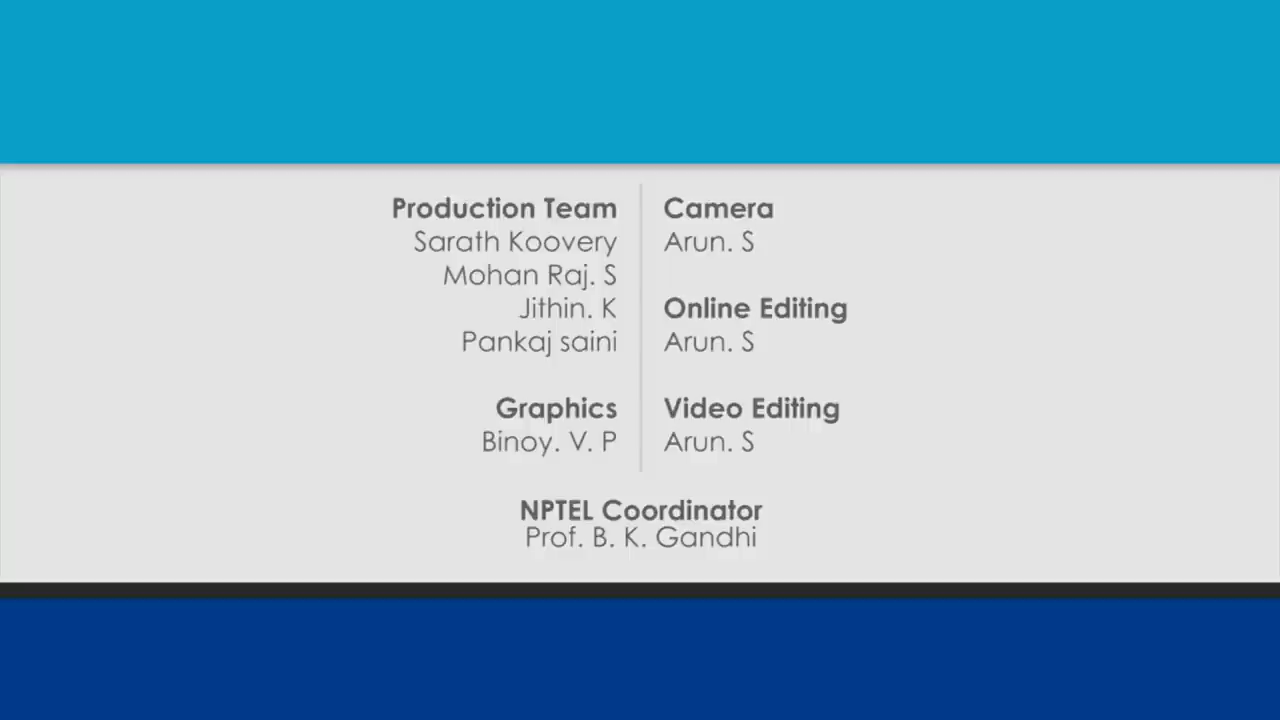 Production Team
Sarath Koovery
Mohan Raj. S
Jithin. K
Pankaj saini
Graphics
Binoy. V. P
Camera
Arun. S
Online Editing
Arun. S
Video Editing
Arun. S
NPTEL Coordinator
Prof. B. K. Gandhi